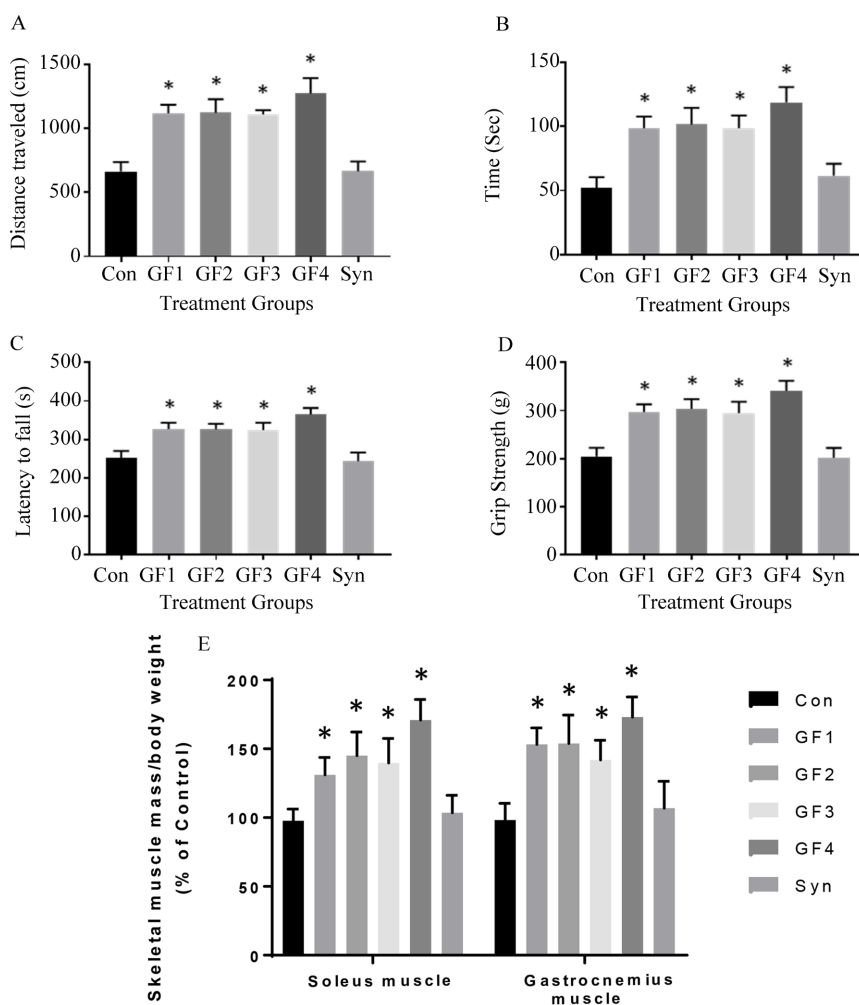 A
Distance traveled (cm)
1500
1000
500
0
* * * *
Con GF1 GF2 GF3 GF4 Syn
Treatment Groups
B
Time (Sec)
150
100
50
0
* * * *
Con GF1 GF2 GF3 GF4 Syn
Treatment Groups
C
Latency to fall (s)
500
400
300
200
100
0
* * * *
Con GF1 GF2 GF3 GF4 Syn
Treatment Groups
D
Grip Strength (g)
400
300
200
100
0
* * * *
Con GF1 GF2 GF3 GF4 Syn
Treatment Groups
E
Skeletal muscle mass/body weight
(% of Control)
200
150
100
50
0
* * * * * * * *
Soleus muscle
Gastrocnemius
muscle
Con
GF1
GF2
GF3
GF4
Syn